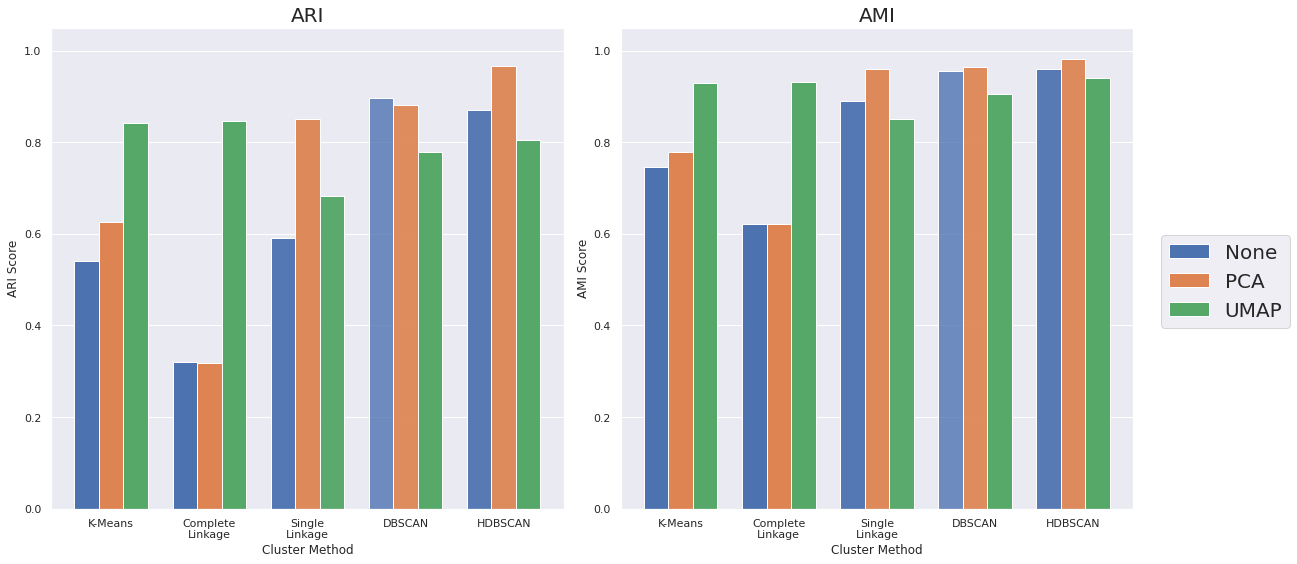 ARI
1.0
0.8
0.6
0.4
0.2
0.0
ARI Score
K-Means
Complete
Linkage
Single
Linkage
DBSCAN
HDBSCAN
Cluster Method
AMI
1.0
0.8
0.6
0.4
0.2
0.0
AMI Score
K-Means
Complete
Linkage
Single
Linkage
DBSCAN
HDBSCAN
Cluster Method
None
PCA
UMAP